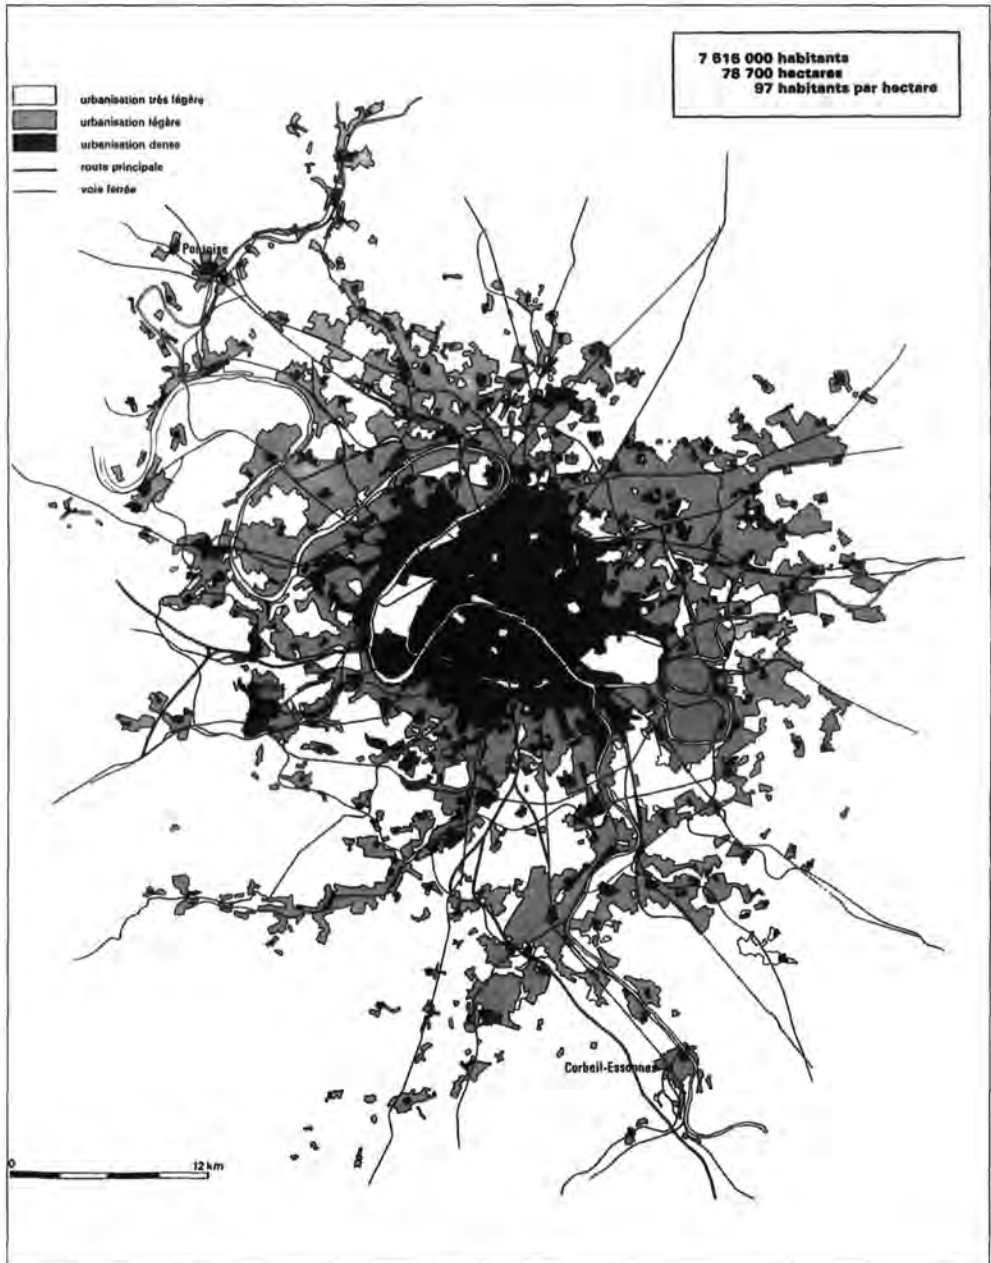 7 616 000 habitants
78 700 hectares
97 habitants par hectare
urbanisation très légère
urbanisation légère
urbanisation dense
route principale
voie ferrée
Pontoise
Corbeil-Essonnes
0 12 km